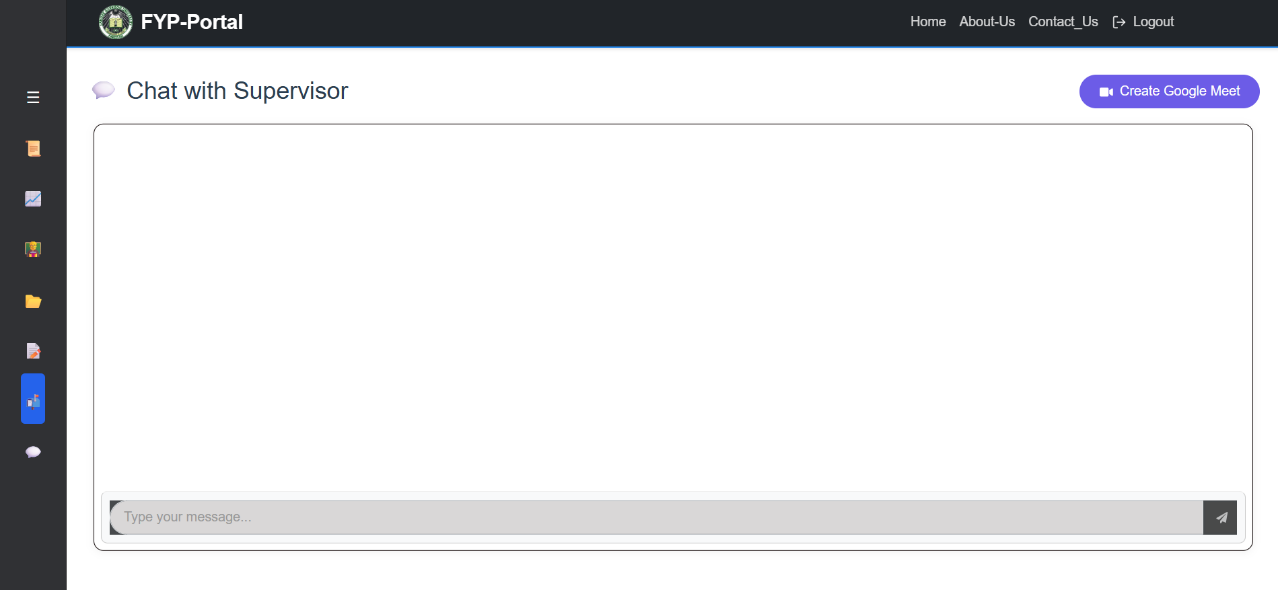 FYP-Portal
Home About-Us Contact_Us Logout
Chat with Supervisor
Create Google Meet
Type your message...